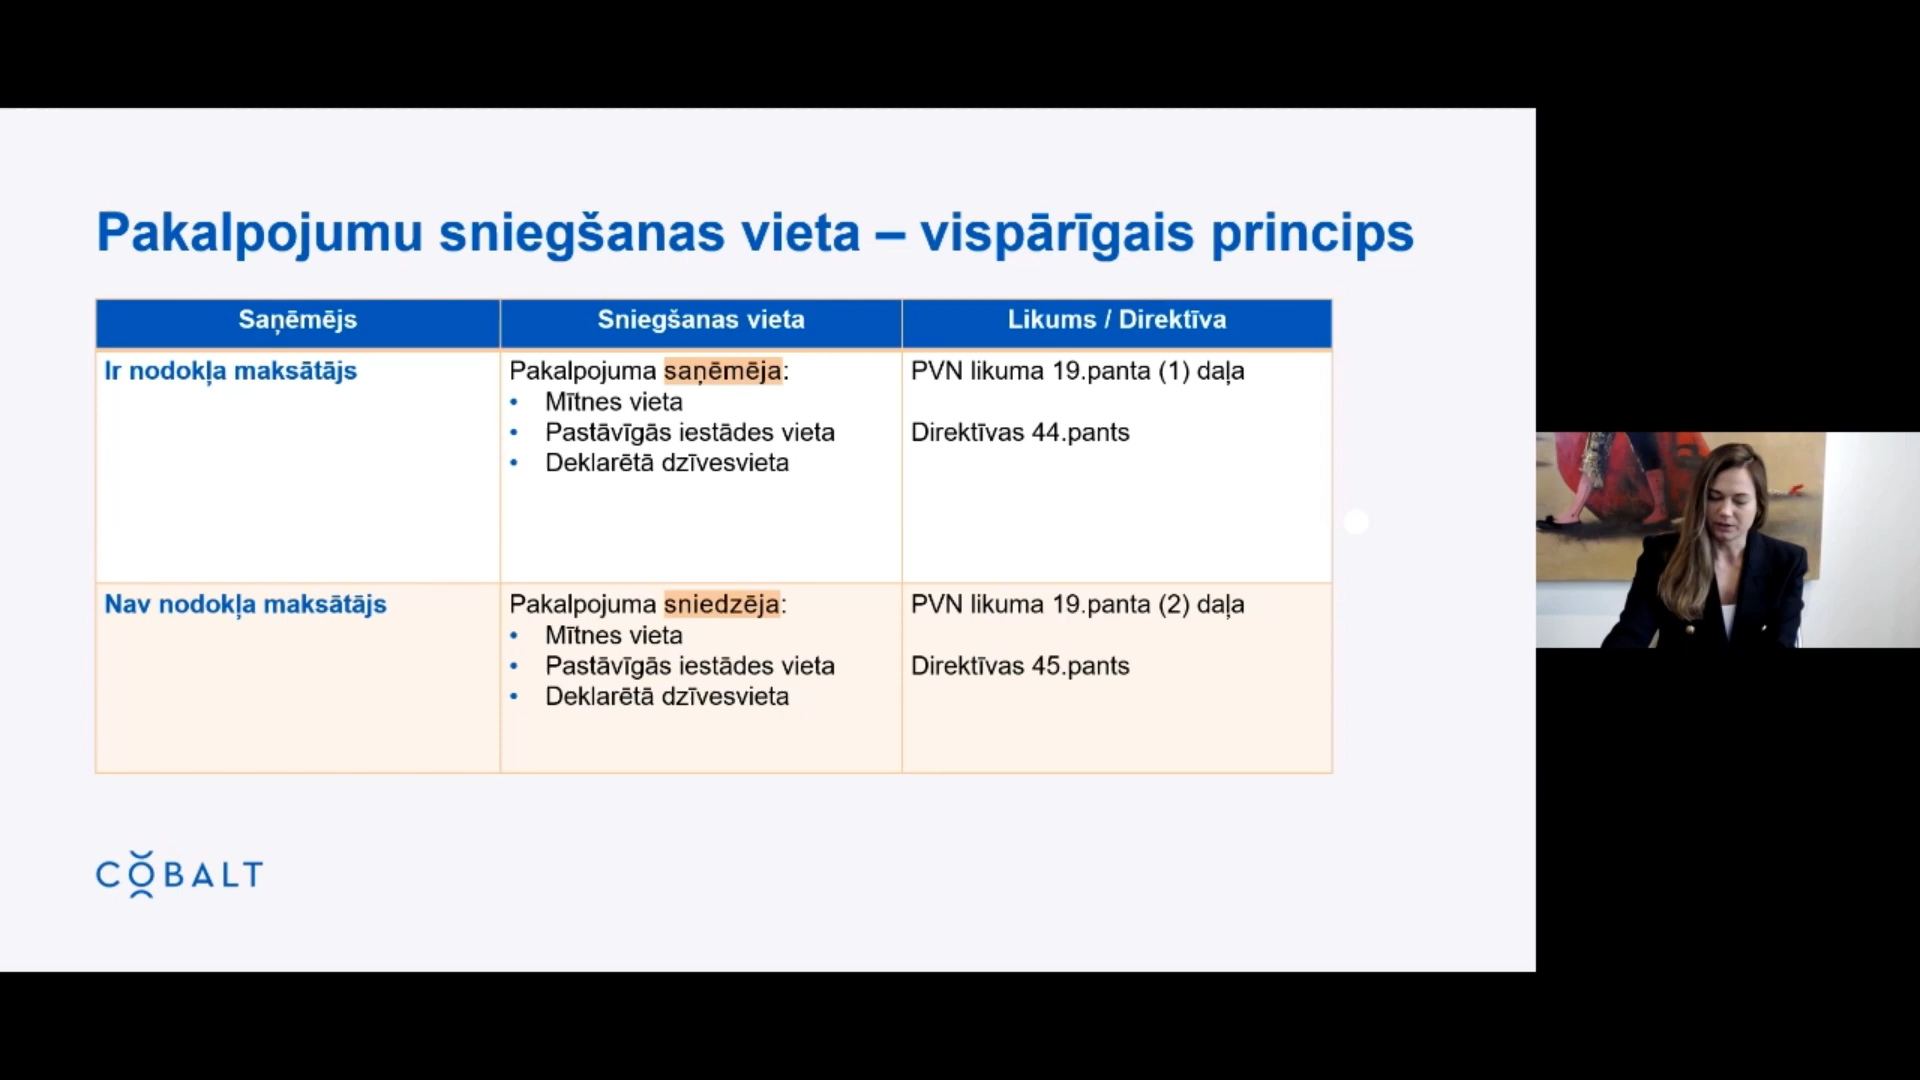 Pakalpojumu sniegšanas vieta – vispārīgais princips
Saņēmējs
Sniegšanas vieta
Likums / Direktīva
Ir nodokļa maksātājs
Pakalpojuma saņēmēja:
• Mītnes vieta
• Pastāvīgās iestādes vieta
• Deklarētā dzīvesvieta
PVN likuma 19.panta (1) daļa
Direktīvas 44.pants
Nav nodokļa maksātājs
Pakalpojuma sniedzēja:
• Mītnes vieta
• Pastāvīgās iestādes vieta
• Deklarētā dzīvesvieta
PVN likuma 19.panta (2) daļa
Direktīvas 45.pants
COBALT